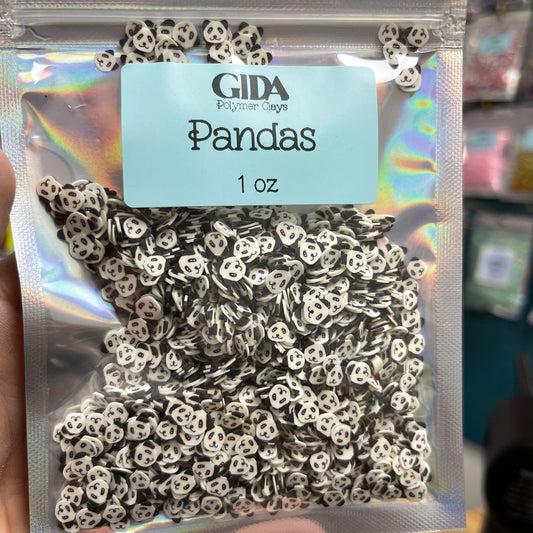 GIDA
Polymer Clays
Pandas
1 oz